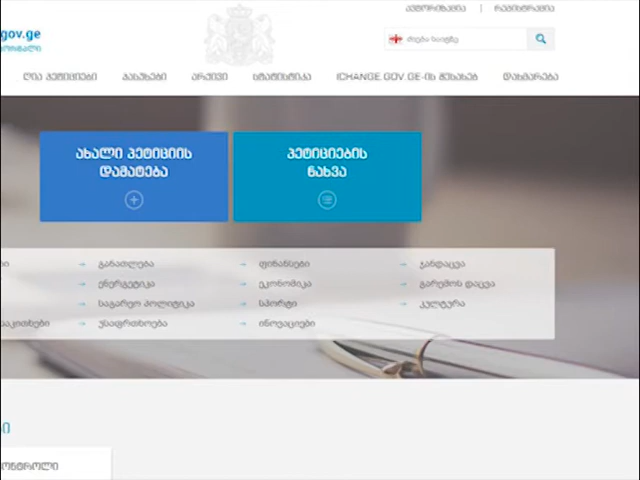 ავტორიზაცია | რეგისტრაცია
gov.ge
ძიება საიტზე
ღია პეტიციები პასუხები არქივი სტატისტიკა ICHANGE.GOV.GE-ის შესახებ დახმარება
ახალი პეტიციის
დამატება
პეტიციების
ნახვა
განათლება ფინანსები ჯანდაცვა
ენერგეტიკა ეკონომიკა გარემოს დაცვა
საგარეო პოლიტიკა სპორტი კულტურა
უსაფრთხოება ინოვაციები